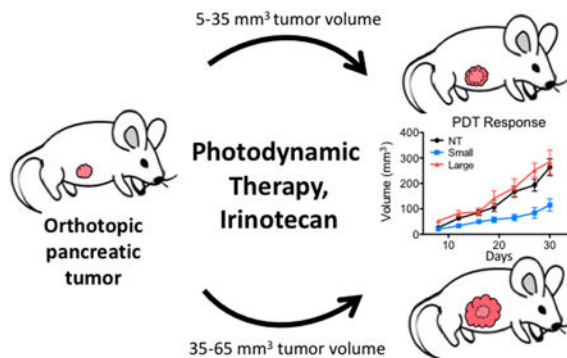 5-35 mm³ tumor volume
Orthotopic
pancreatic
tumor
Photodynamic
Therapy,
Irinotecan
PDT Response
NT
Small
Large
Volume (mm³)
400
300
200
100
0
10
20
30
Days
35-65 mm³ tumor volume